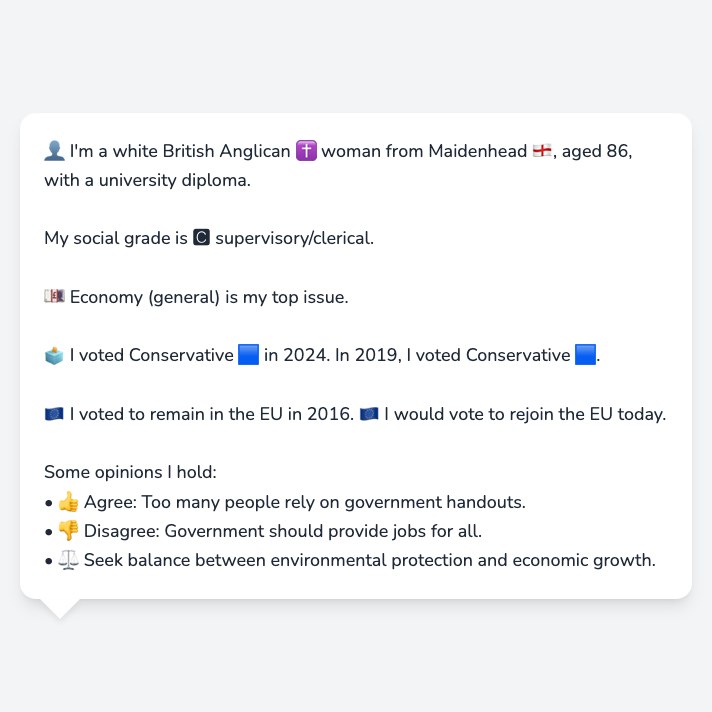 👤 I'm a white British Anglican ✝️ woman from Maidenhead 🏴󠁧󠁢󠁥󠁮󠁧󠁿, aged 86,
with a university diploma.
My social grade is 🅲 supervisory/clerical.
💷 Economy (general) is my top issue.
🗳️ I voted Conservative 🟦 in 2024. In 2019, I voted Conservative 🟦.
🇪🇺 I voted to remain in the EU in 2016. 🇪🇺 I would vote to rejoin the EU today.
Some opinions I hold:
• 👍 Agree: Too many people rely on government handouts.
• 👎 Disagree: Government should provide jobs for all.
• ⚖️ Seek balance between environmental protection and economic growth.